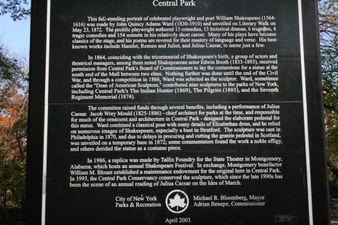 Central Park
This full-standing portrait of celebrated playwright and poet William Shakespeare (1564-
1616) was made by John Quincy Adams Ward (1830-1910) and unveiled on Literary Walk on
May 23, 1872. The prolific author penned 13 comedies, 13 historical dramas, 6 tragedies, 4
tragic comedies and 154 sonnets in his relatively short career. Many of his plays have become
classics of the stage, and his poems are revered for their mastery of language and verse. His best
known works include Hamlet, Romeo and Juliet, and Julius Caesar, to name just a few.
In 1864, coinciding with the tricentennial of Shakespeare's birth, a group of actors and
theatrical managers, among them noted Shakespearean actor Edwin Booth (1833-1893), received
permission from Central Park's Board of Commissioners to lay the cornerstone for a statue at the
south end of the Mall between two elms. Nothing further was done until the end of the Civil
War, and through a competition in 1866, Ward was selected as the sculptor. Ward, sometimes
called the "Dean of American Sculptors," contributed nine sculptures to the parks of New York,
including Central Park's The Indian Hunter (1869), The Pilgrim (1885), and the Seventh
Regiment Memorial (1874).
The committee raised funds through several benefits, including a performance of Julius
Caesar. Jacob Wrey Mould (1825-1886) - chief architect for parks at the time, and responsible
for much of the ornament and architecture in Central Park - designed the elaborate pedestal for
this statue. Ward combined a classical pose with many details of Elizabethan dress, and he relied
on numerous images of Shakespeare, especially a bust in Stratford. The sculpture was cast in
Philadelphia in 1870, and due to delays in procuring and cutting the granite pedestal in Scotland,
was unveiled on a temporary base in 1872; some commentators found the work a noble effigy,
and others derided the statue as a costume piece.
In 1986, a replica was made by Tallix Foundry for the State Theater in Montgomery,
Alabama, which hosts an annual Shakespeare Festival. In exchange, Montgomery benefactor
William M. Blount established a maintenance endowment for the original here in Central Park.
In 1995, the Central Park Conservancy conserved the sculpture, which since the late 1990s has
been the scene of an annual reading of Julius Caesar on the Ides of March.
City of New York
Parks & Recreation
Michael R. Bloomberg, Mayor
Adrian Benepe, Commissioner
April 2003